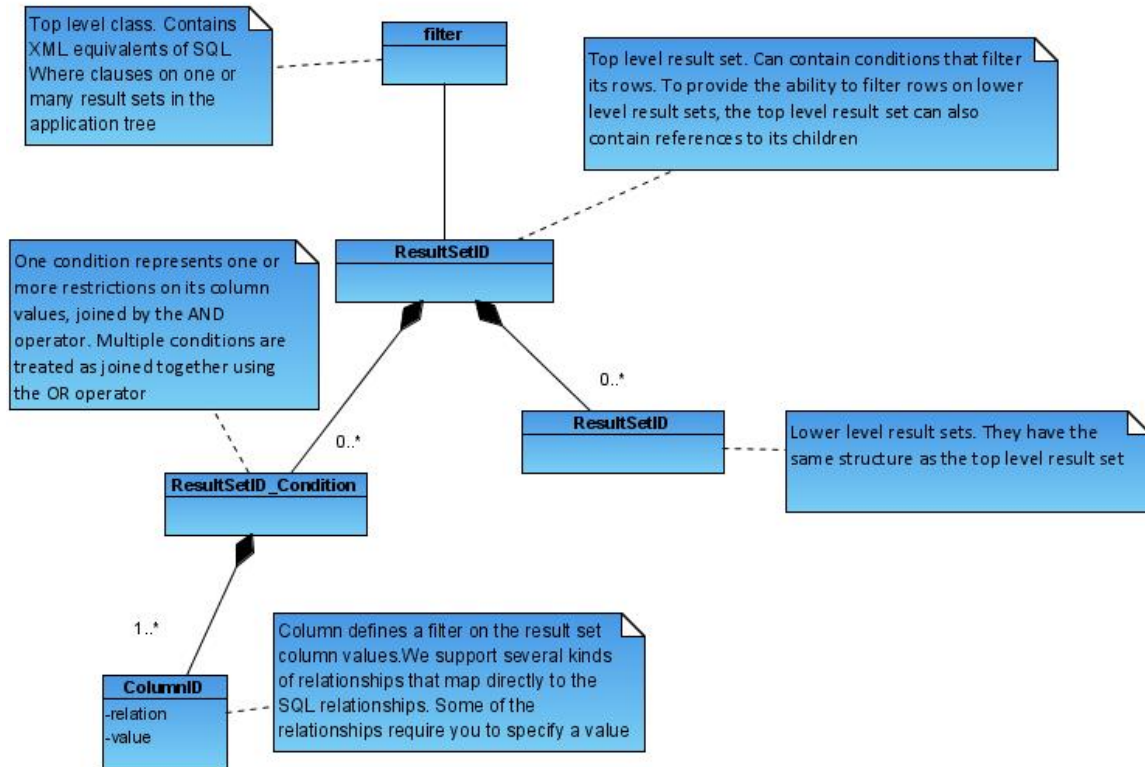 Top level class. Contains
XML equivalents of SQL
Where clauses on one or
many result sets in the
application tree
filter
Top level result set. Can contain conditions that filter
its rows. To provide the ability to filter rows on lower
level result sets, the top level result set can also
contain references to its children
ResultSetID
One condition represents one or
more restrictions on its column
values, joined by the AND
operator. Multiple conditions are
treated as joined together using
the OR operator
0..*
ResultSetID
Lower level result sets. They have the
same structure as the top level result set
0..*
ResultSetID_Condition
1..*
Column defines a filter on the result set
column values.We support several kinds
of relationships that map directly to the
SQL relationships. Some of the
relationships require you to specify a value
ColumnID
-relation
-value